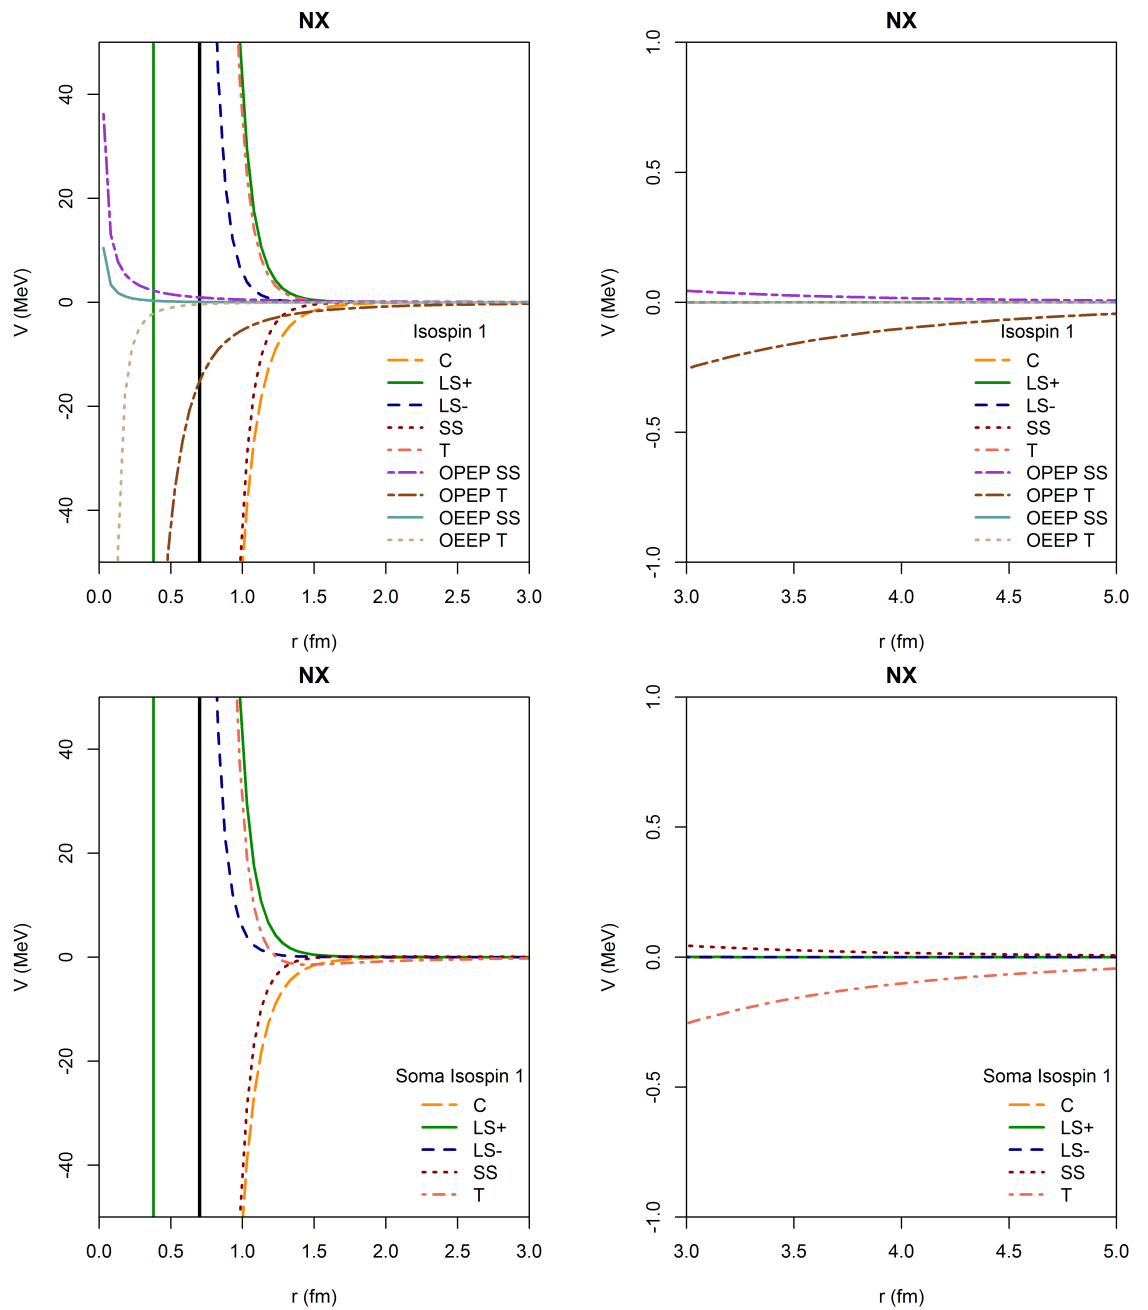 NX
V (MeV)
40
20
0
-20
-40
0.0 0.5 1.0 1.5 2.0 2.5 3.0
r (fm)
Isospin 1
C
LS+
LS-
SS
T
OPEP SS
OPEP T
OEEP SS
OEEP T
NX
V (MeV)
1.0
0.5
0.0
-0.5
-1.0
3.0 3.5 4.0 4.5 5.0
r (fm)
Isospin 1
C
LS+
LS-
SS
T
OPEP SS
OPEP T
OEEP SS
OEEP T
NX
V (MeV)
40
20
0
-20
-40
0.0 0.5 1.0 1.5 2.0 2.5 3.0
r (fm)
Soma Isospin 1
C
LS+
LS-
SS
T
NX
V (MeV)
1.0
0.5
0.0
-0.5
-1.0
3.0 3.5 4.0 4.5 5.0
r (fm)
Soma Isospin 1
C
LS+
LS-
SS
T